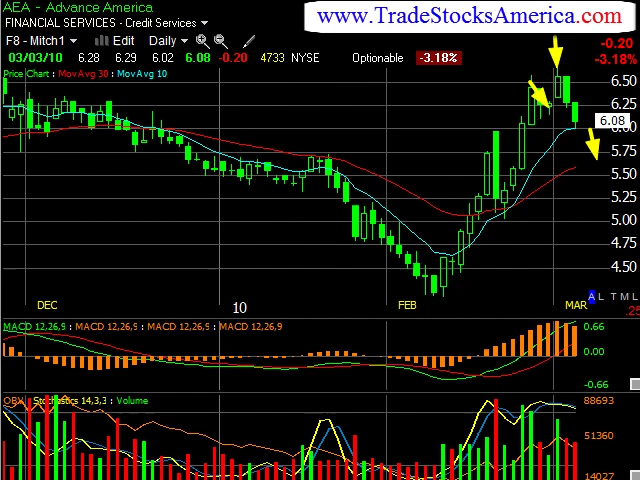 AEA - Advance America
www.TradeStocksAmerica.com
FINANCIAL SERVICES - Credit Services
F8 - Mitch1 Edit Daily
-0.20
03/03/10 6.28 6.29 6.02 6.08 -0.20 4733 NYSE Optionable -3.18% -3.18%
Price Chart : MovAvg 30 : MovAvg 10
6.50
6.25
6.08
6.00
5.75
5.50
5.25
5.00
4.75
4.50
A L T M L
DEC 10 FEB MAR .25
MACD 12,26,9 : MACD 12,26,9 : MACD 12,26,9 : MACD 12,26,9
0.66
0.00
-0.66
OBV : Stochastics 14,3,3 : Volume
88693
51360
14027